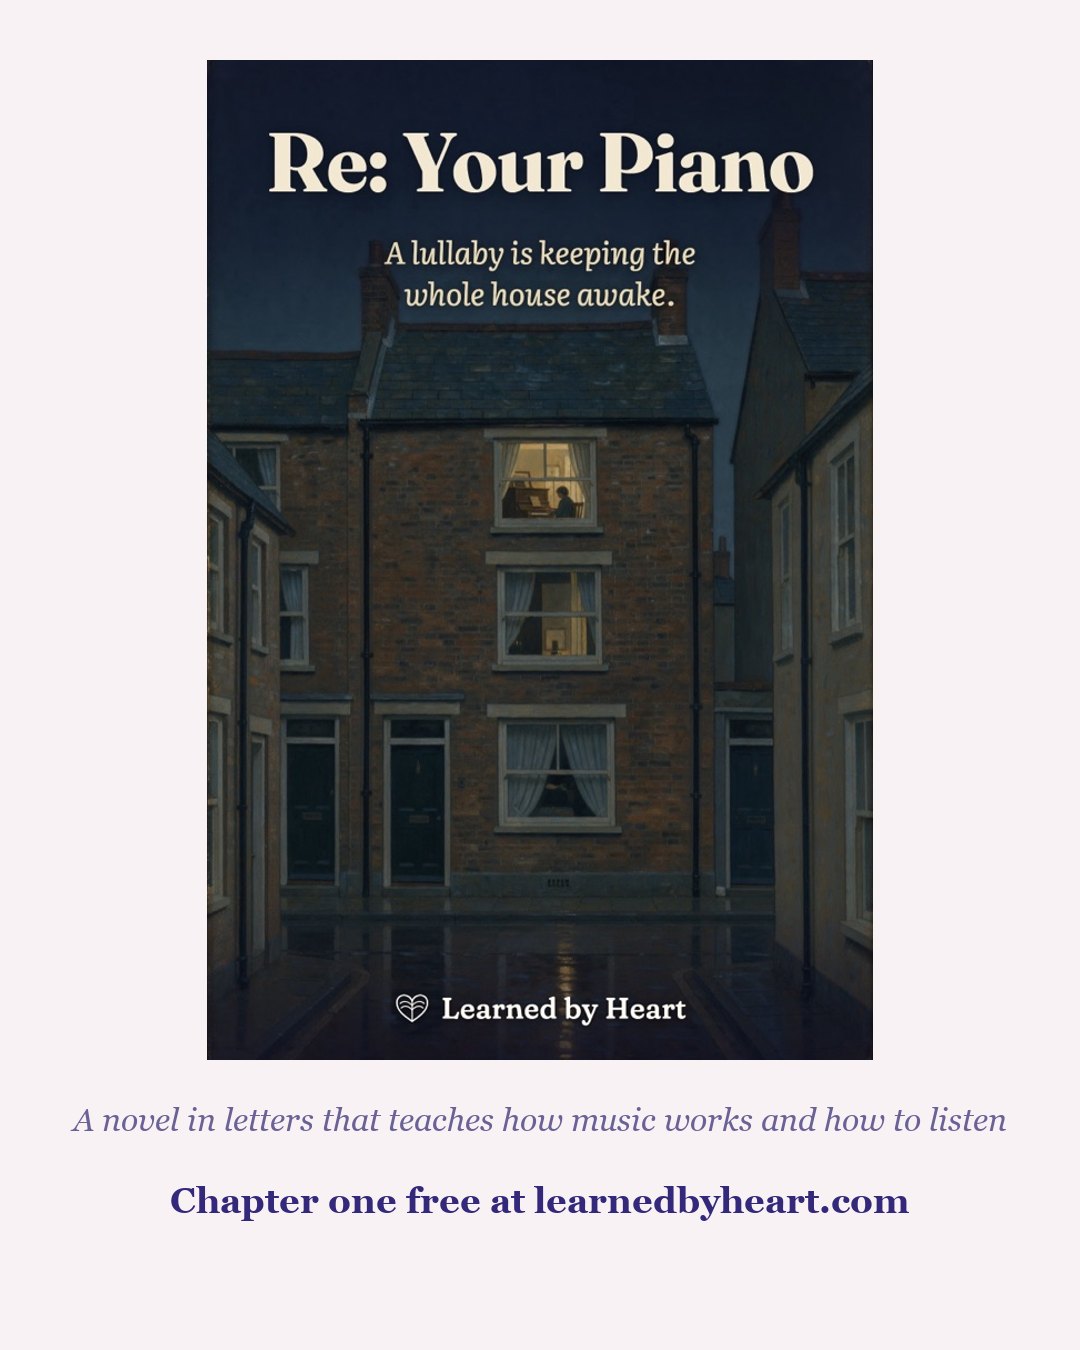 Re: Your Piano
A lullaby is keeping the
whole house awake.
Learned by Heart
A novel in letters that teaches how music works and how to listen
Chapter one free at learnedbyheart.com